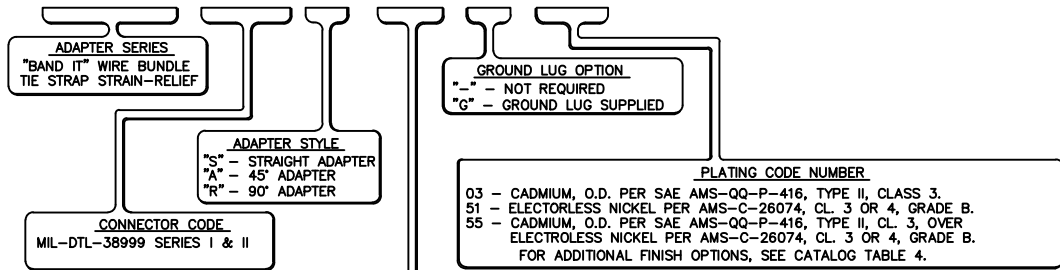 ADAPTER SERIES
"BAND IT" WIRE BUNDLE
TIE STRAP STRAIN-RELIEF
GROUND LUG OPTION
"-" - NOT REQUIRED
"G" - GROUND LUG SUPPLIED
ADAPTER STYLE
"S" - STRAIGHT ADAPTER
"A" - 45° ADAPTER
"R" - 90° ADAPTER
PLATING CODE NUMBER
03 - CADMIUM, O.D. PER SAE AMS-QQ-P-416, TYPE II, CLASS 3.
51 - ELECTORLESS NICKEL PER AMS-C-26074, CL. 3 OR 4, GRADE B.
55 - CADMIUM, O.D. PER SAE AMS-QQ-P-416, TYPE II, CL. 3, OVER
ELECTROLESS NICKEL PER AMS-C-26074, CL. 3 OR 4, GRADE B.
FOR ADDITIONAL FINISH OPTIONS, SEE CATALOG TABLE 4.
CONNECTOR CODE
MIL-DTL-38999 SERIES I & II